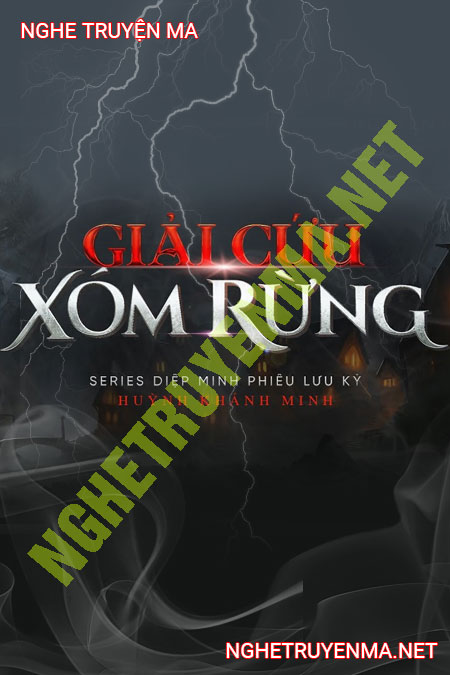 NGHE TRUYỆN MA
GIẢI CỨU
XÓM RỪNG
SERIES DIỆP MINH PHIÊU LƯU KÝ
HUỲNH KHÁNH MINH
NGHETRUYENMA.NET
NGHETRUYENMA.NET